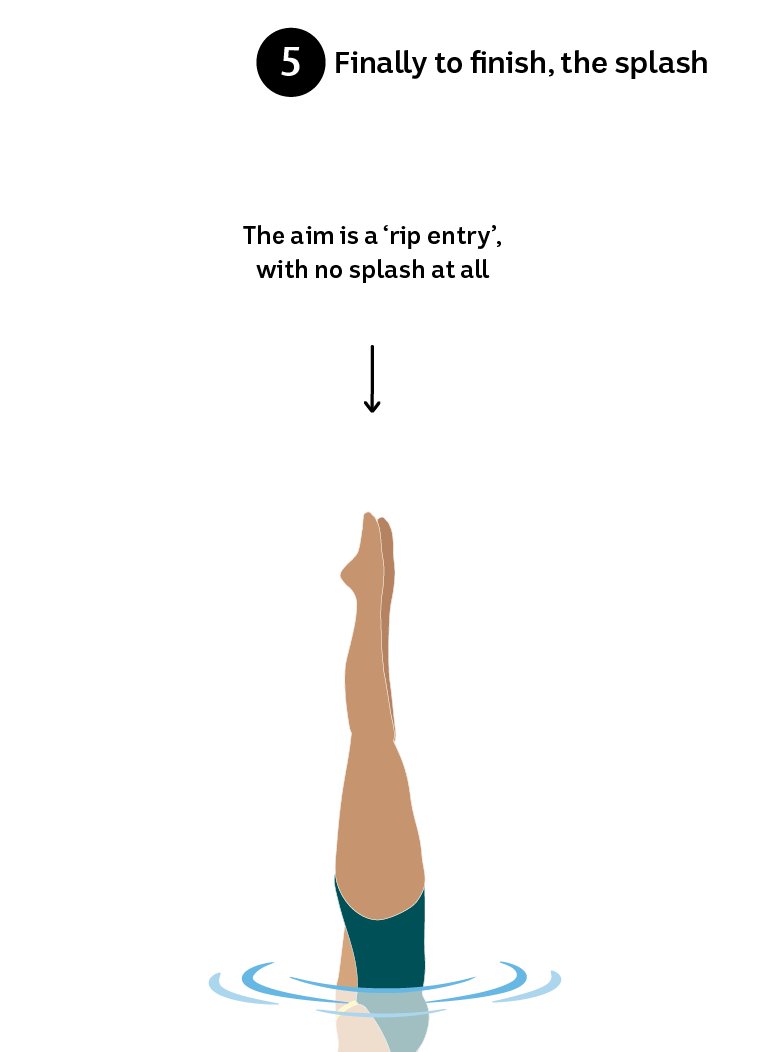 5 Finally to finish, the splash
The aim is a ‘rip entry’,
with no splash at all